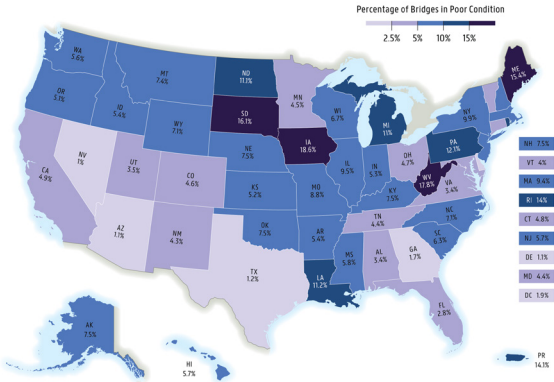 Percentage of Bridges in Poor Condition
2.5% 5% 10% 15%
WA
5.6%
OR
5.1%
ID
5.4%
MT
7.4%
WY
7.1%
ND
11.1%
SD
16.1%
NE
7.5%
KS
5.2%
OK
7.5%
TX
1.2%
NV
1%
UT
3.5%
CO
4.6%
CA
4.9%
AZ
1.1%
NM
4.3%
MN
4.5%
IA
18.6%
MO
8.8%
AR
5.4%
LA
11.2%
WI
6.7%
IL
9.5%
MI
11%
IN
5.3%
OH
4.7%
KY
7.5%
TN
4.4%
MS
5.8%
AL
3.4%
GA
1.7%
FL
2.8%
SC
6.3%
NC
7.1%
VA
3.4%
WV
17.8%
PA
12.1%
NY
9.9%
ME
15.4%
NH 7.5%
VT 4%
MA 9.4%
RI 14%
CT 4.8%
NJ 5.7%
DE 1.1%
MD 4.4%
DC 1.9%
AK
7.5%
HI
5.7%
PR
14.1%